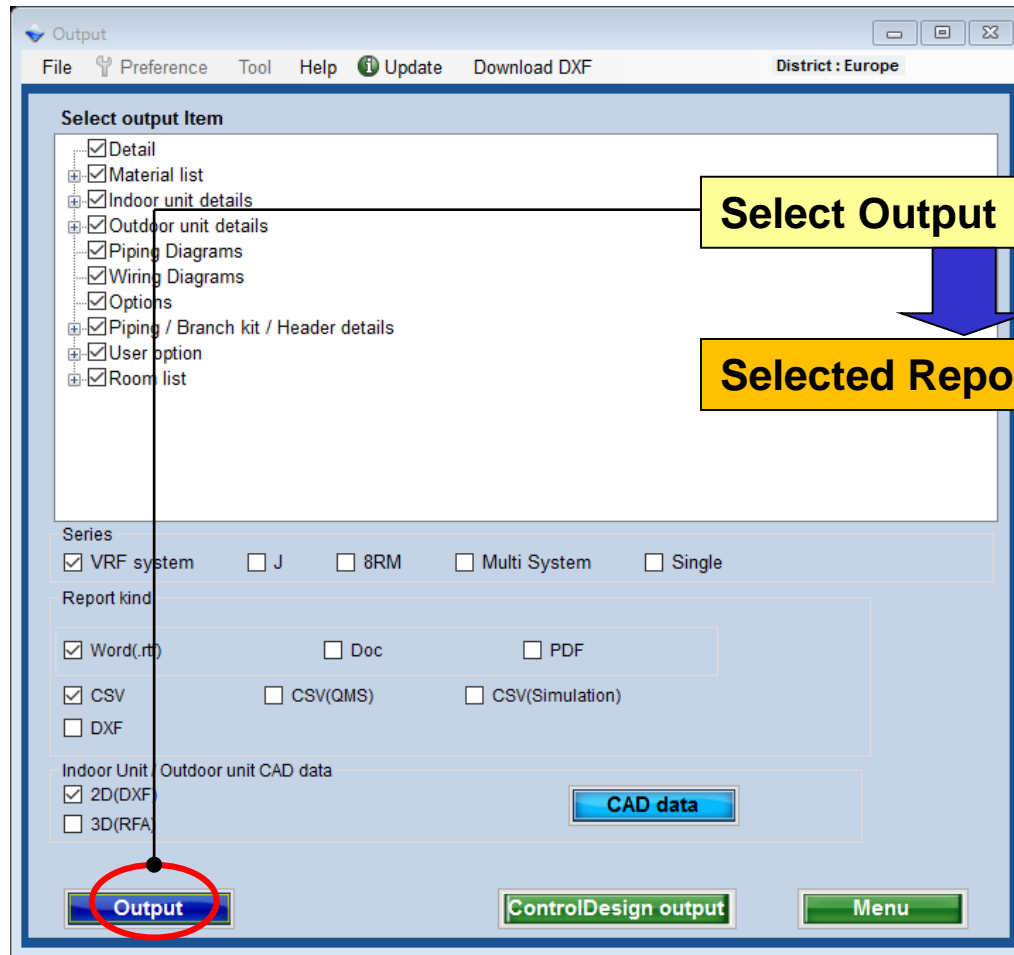 Output
File Preference Tool Help Update Download DXF District : Europe
Select output Item
Detail
Material list
Indoor unit details
Outdoor unit details
Piping Diagrams
Wiring Diagrams
Options
Piping / Branch kit / Header details
User option
Room list
Select Output
Selected Repo
Series
VRF system J 8RM Multi System Single
Report kind
Word(.rtf) Doc PDF
CSV CSV(QMS) CSV(Simulation)
DXF
Indoor Unit / Outdoor unit CAD data
2D(DXF)
3D(RFA)
CAD data
Output ControlDesign output Menu